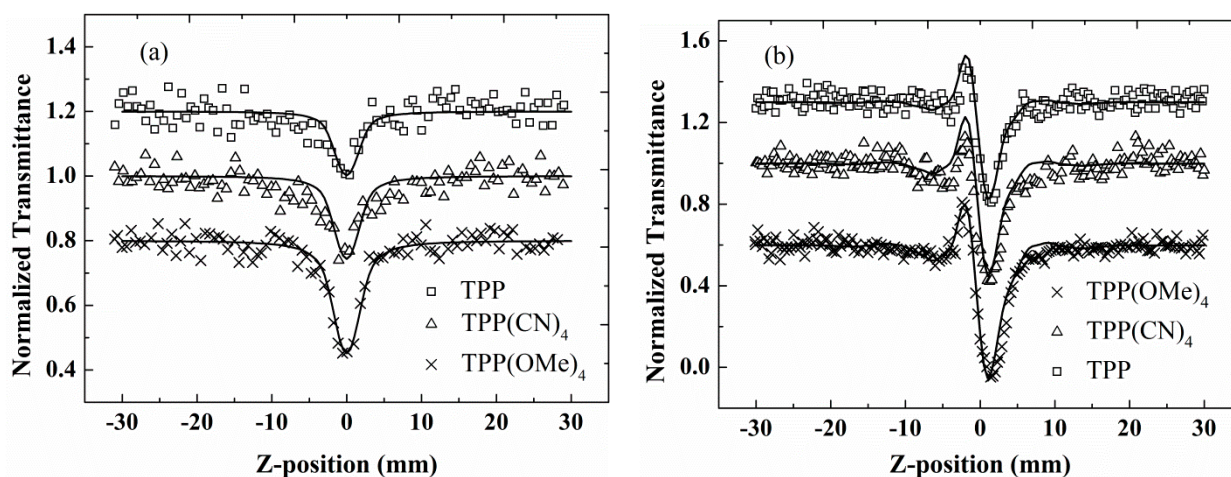 (a)
1.4
1.2
1.0
0.8
0.6
0.4
Normalized Transmittance
TPP
TPP(CN)4
TPP(OMe)4
-30 -20 -10 0 10 20 30
Z-position (mm)
(b)
1.6
1.2
0.8
0.4
0.0
Normalized Transmittance
TPP(OMe)4
TPP(CN)4
TPP
-30 -20 -10 0 10 20 30
Z-position (mm)